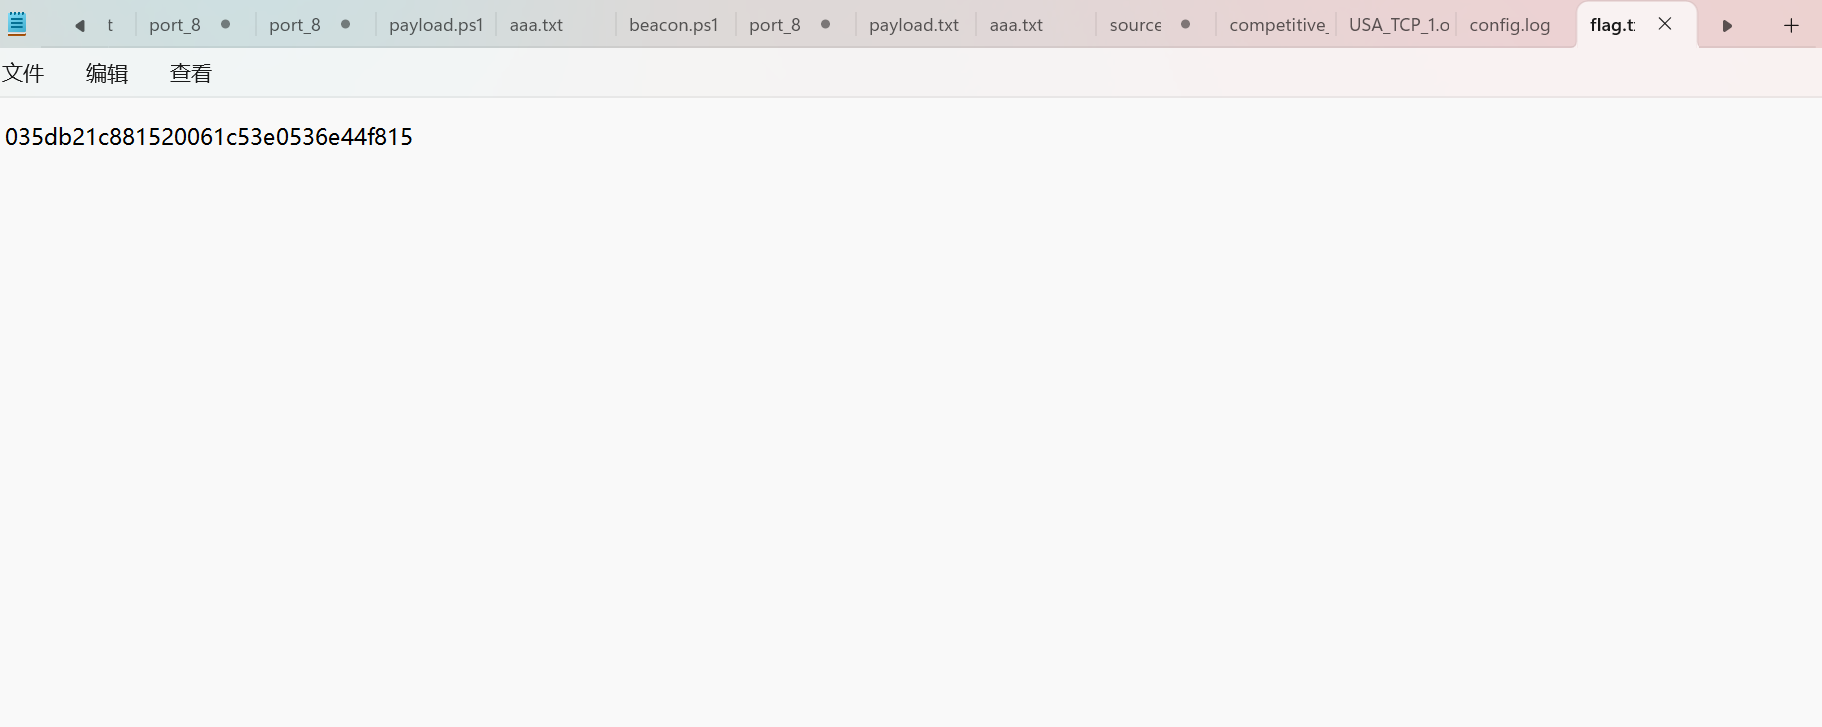 t port_8 port_8 payload.ps1 aaa.txt beacon.ps1 port_8 payload.txt aaa.txt source competitive_ USA_TCP_1.o config.log flag.t
文件 编辑 查看
035db21c881520061c53e0536e44f815